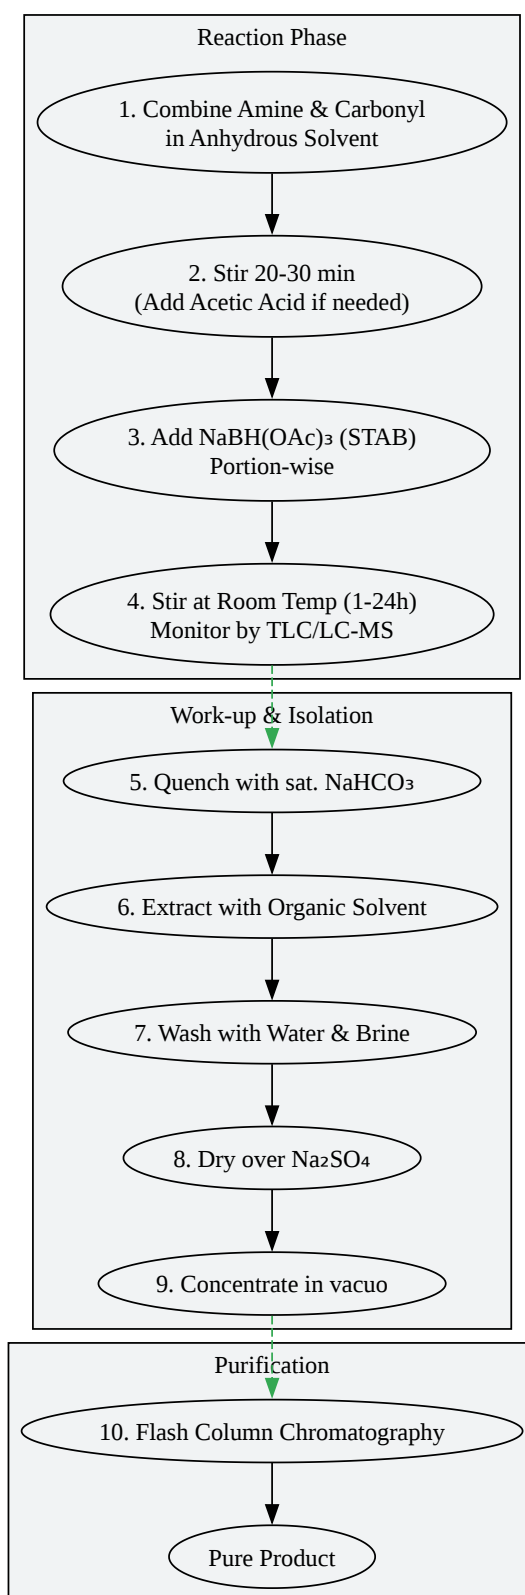 Reaction Phase
1. Combine Amine & Carbonyl
in Anhydrous Solvent
2. Stir 20-30 min
(Add Acetic Acid if needed)
3. Add NaBH(OAc)₃ (STAB)
Portion-wise
4. Stir at Room Temp (1-24h)
Monitor by TLC/LC-MS
Work-up & Isolation
5. Quench with sat. NaHCO₃
6. Extract with Organic Solvent
7. Wash with Water & Brine
8. Dry over Na₂SO₄
9. Concentrate in vacuo
Purification
10. Flash Column Chromatography
Pure Product